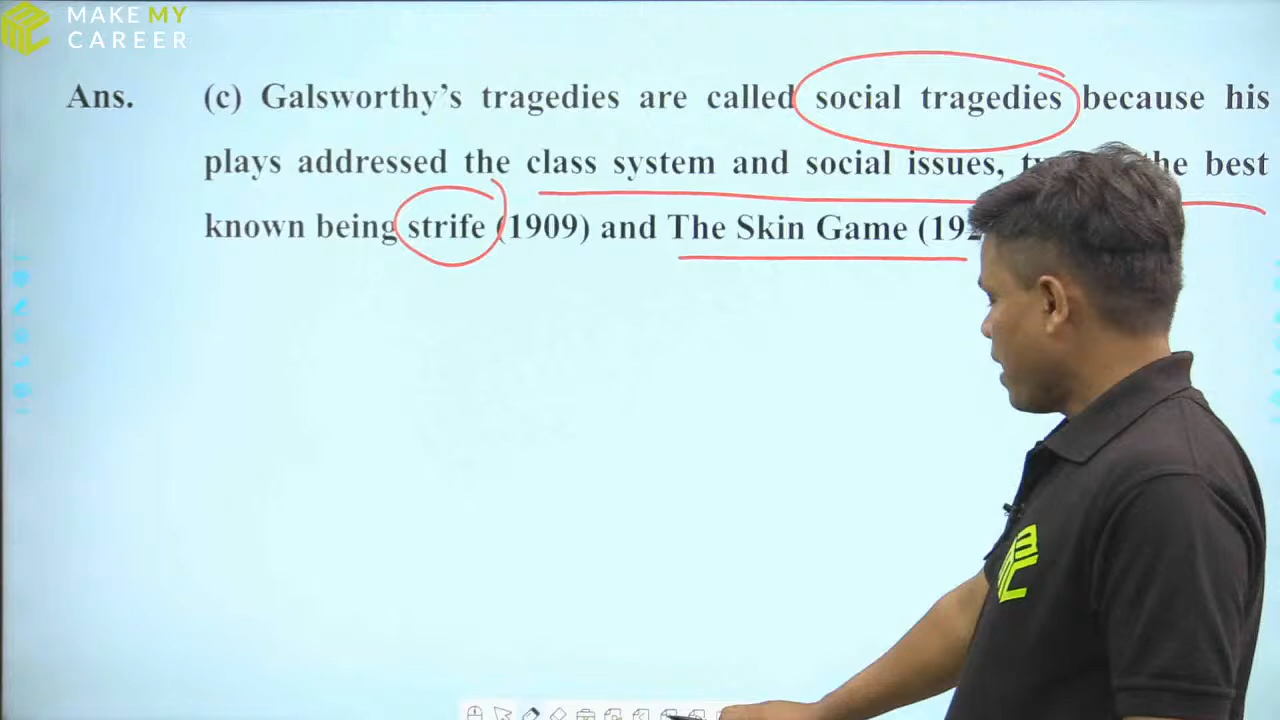 MAKE MY
CAREER
Ans. (c) Galsworthy's tragedies are called social tragedies because his
plays addressed the class system and social issues, the best
known being strife (1909) and The Skin Game